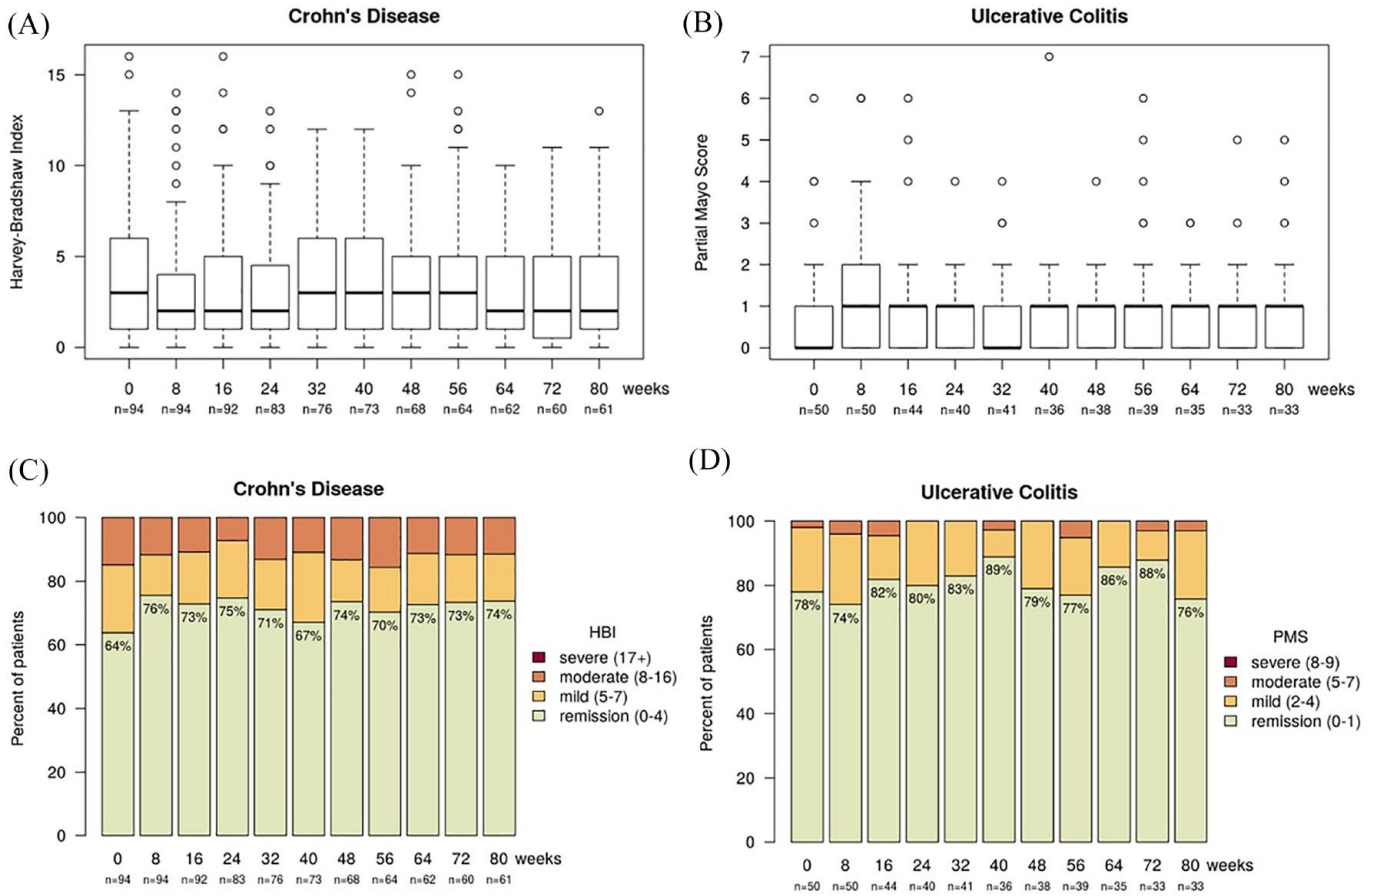 (A)
Crohn's Disease
Harvey-Bradshaw Index
15
10
5
0
0 8 16 24 32 40 48 56 64 72 80 weeks
n=94 n=94 n=92 n=83 n=76 n=73 n=68 n=64 n=62 n=60 n=61
(B)
Ulcerative Colitis
Partial Mayo Score
7
6
5
4
3
2
1
0
0 8 16 24 32 40 48 56 64 72 80 weeks
n=50 n=50 n=44 n=40 n=41 n=36 n=38 n=39 n=35 n=33 n=33
(C)
Crohn's Disease
Percent of patients
100
80
60
40
20
0
64% 76% 73% 75% 71% 67% 74% 70% 73% 73% 74%
0 8 16 24 32 40 48 56 64 72 80 weeks
n=94 n=94 n=92 n=83 n=76 n=73 n=68 n=64 n=62 n=60 n=61
HBI
severe (17+)
moderate (8-16)
mild (5-7)
remission (0-4)
(D)
Ulcerative Colitis
Percent of patients
100
80
60
40
20
0
78% 74% 82% 80% 83% 89% 79% 77% 86% 88% 76%
0 8 16 24 32 40 48 56 64 72 80 weeks
n=50 n=50 n=44 n=40 n=41 n=36 n=38 n=39 n=35 n=33 n=33
PMS
severe (8-9)
moderate (5-7)
mild (2-4)
remission (0-1)